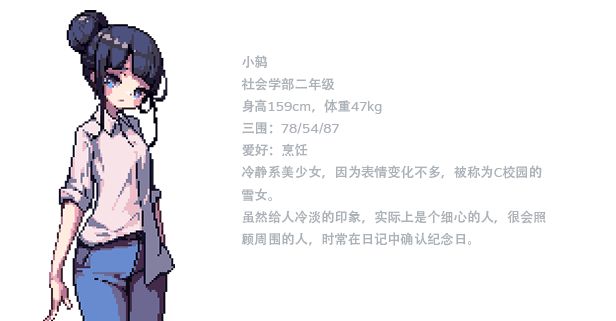 小鸫
社会学部二年级
身高159cm，体重47kg
三围：78/54/87
爱好：烹饪
冷静系美少女，因为表情变化不多，被称为C校园的
雪女。
虽然给人冷淡的印象，实际上是个细心的人，很会照
顾周围的人，时常在日记中确认纪念日。